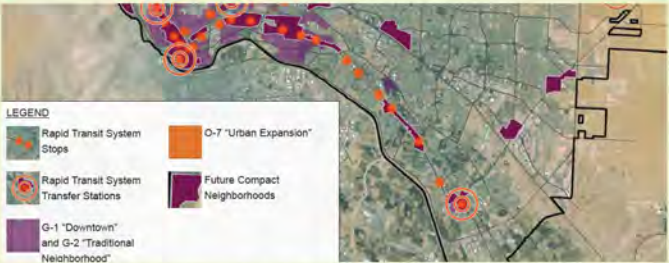 LEGEND
Rapid Transit System
Stops
O-7 "Urban Expansion"
Rapid Transit System
Transfer Stations
Future Compact
Neighborhoods
G-1 "Downtown"
and G-2 "Traditional
Neighborhood"